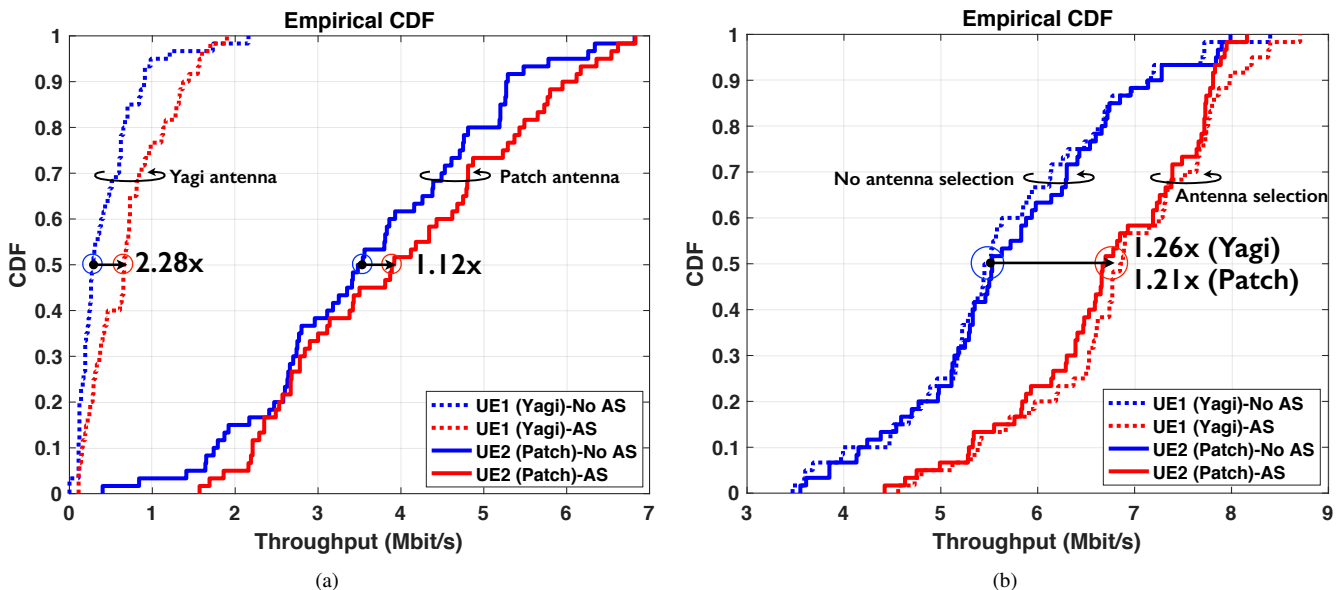 Empirical CDF
1
0.9
0.8
0.7
0.6
0.5
0.4
0.3
0.2
0.1
0
CDF
Yagi antenna
Patch antenna
2.28x
1.12x
UE1 (Yagi)-No AS
UE1 (Yagi)-AS
UE2 (Patch)-No AS
UE2 (Patch)-AS
0 1 2 3 4 5 6 7
Throughput (Mbit/s)
(a)
Empirical CDF
1
0.9
0.8
0.7
0.6
0.5
0.4
0.3
0.2
0.1
0
CDF
No antenna selection
Antenna selection
1.26x (Yagi)
1.21x (Patch)
UE1 (Yagi)-No AS
UE1 (Yagi)-AS
UE2 (Patch)-No AS
UE2 (Patch)-AS
3 4 5 6 7 8 9
Throughput (Mbit/s)
(b)